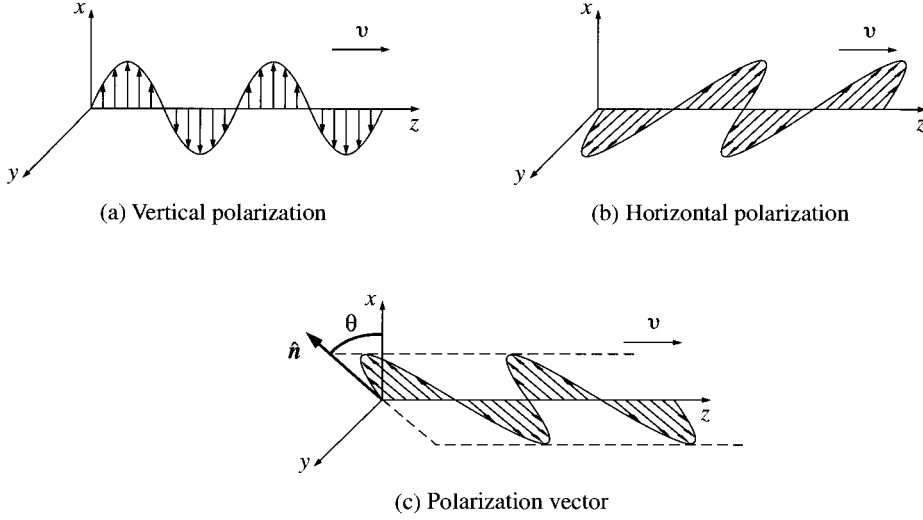 x
υ
z
y
(a) Vertical polarization
x
υ
z
y
(b) Horizontal polarization
x
θ
n̂
υ
z
y
(c) Polarization vector